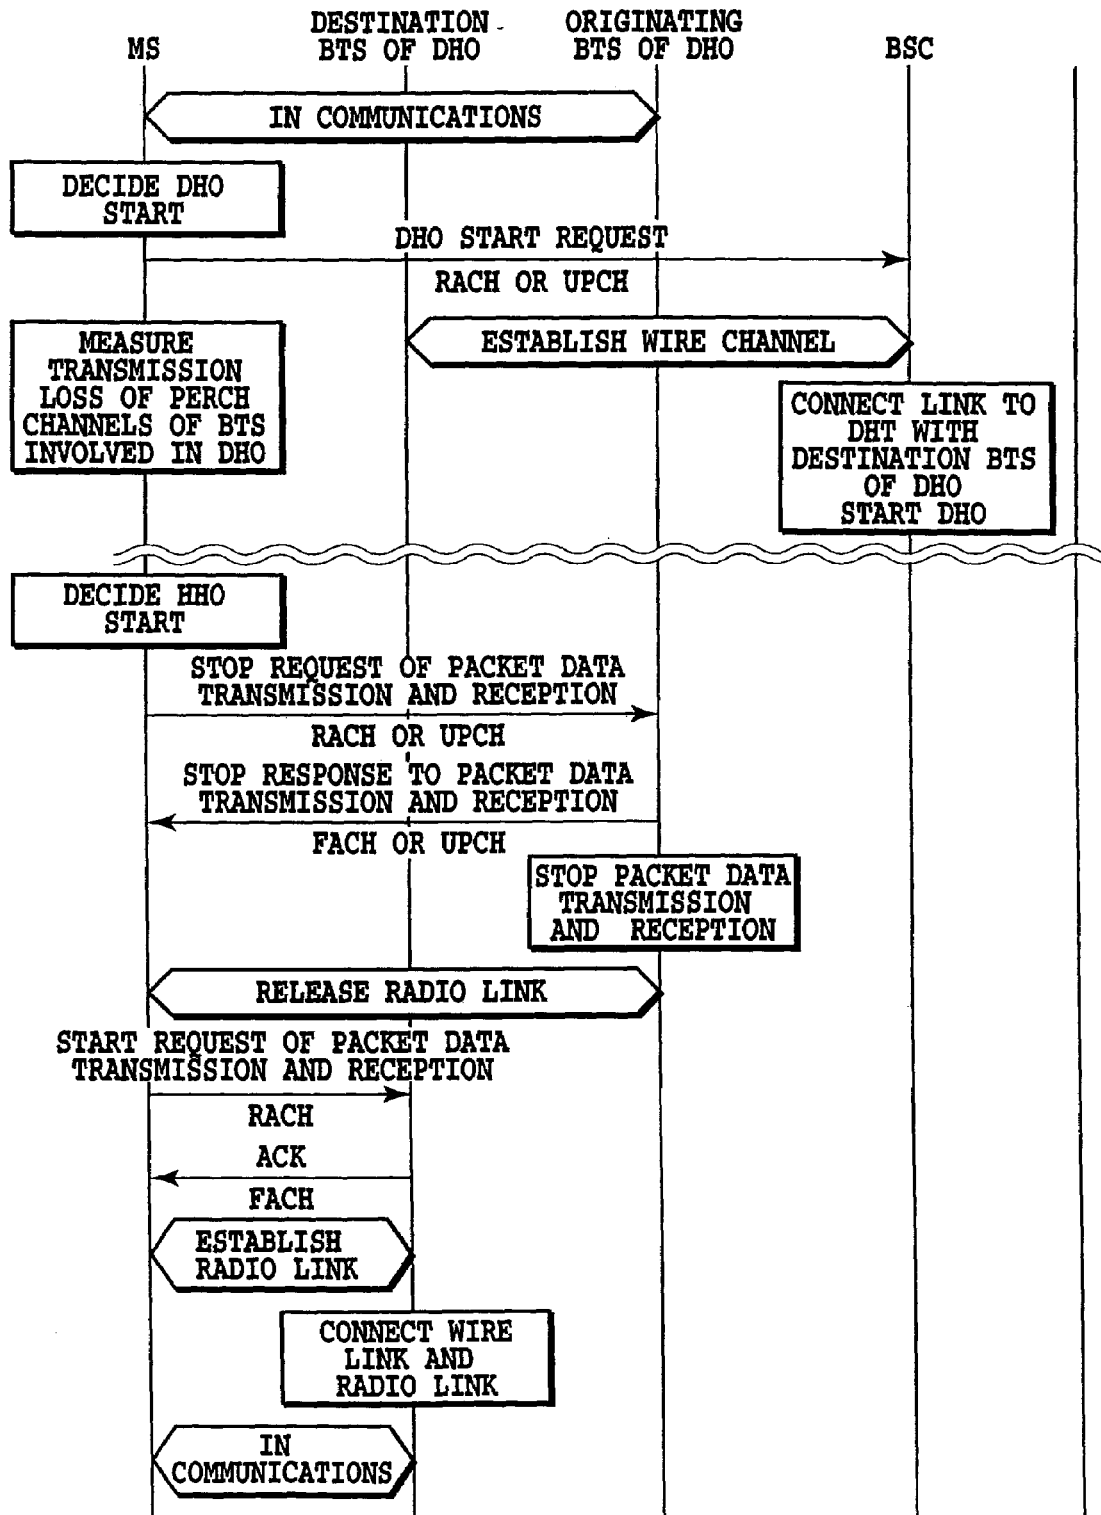 MS
DESTINATION
BTS OF DHO
ORIGINATING
BTS OF DHO
BSC
IN COMMUNICATIONS
DECIDE DHO
START
DHO START REQUEST
RACH OR UPCH
MEASURE
TRANSMISSION
LOSS OF PERCH
CHANNELS OF BTS
INVOLVED IN DHO
ESTABLISH WIRE CHANNEL
CONNECT LINK TO
DHT WITH
DESTINATION BTS
OF DHO
START DHO
DECIDE HHO
START
STOP REQUEST OF PACKET DATA
TRANSMISSION AND RECEPTION
RACH OR UPCH
STOP RESPONSE TO PACKET DATA
TRANSMISSION AND RECEPTION
FACH OR UPCH
STOP PACKET DATA
TRANSMISSION
AND RECEPTION
RELEASE RADIO LINK
START REQUEST OF PACKET DATA
TRANSMISSION AND RECEPTION
RACH
ACK
FACH
ESTABLISH
RADIO LINK
CONNECT WIRE
LINK AND
RADIO LINK
IN
COMMUNICATIONS